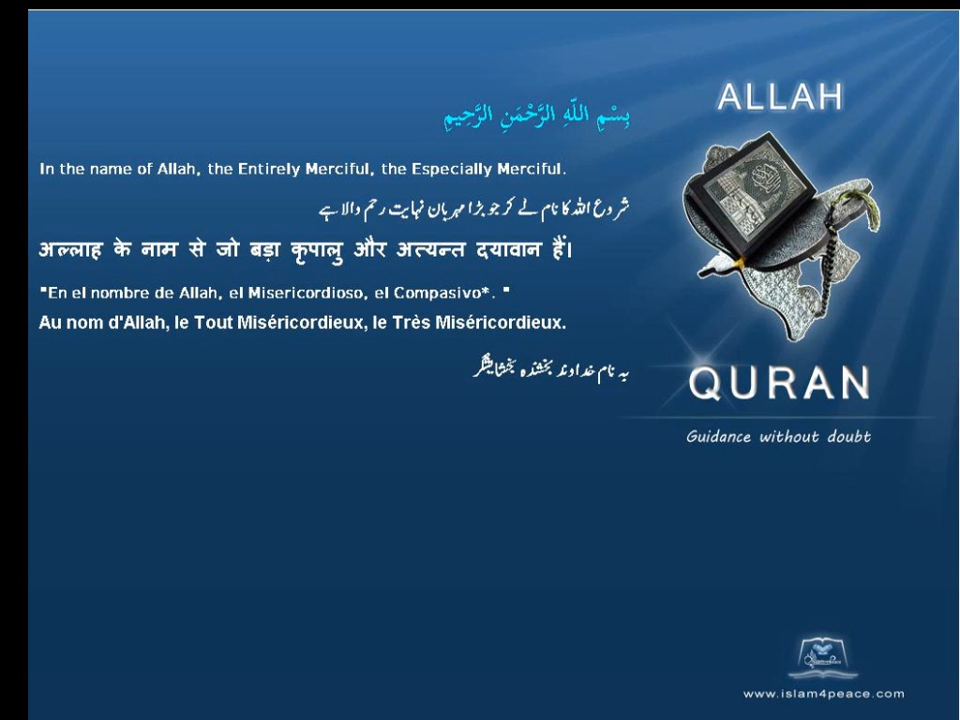 بِسْمِ اللَّهِ الرَّحْمَنِ الرَّحِيمِ
In the name of Allah, the Entirely Merciful, the Especially Merciful.
شروع الله کا نام لے کر جو بڑا مہربان نہایت رحم والا ہے
अल्लाह के नाम से जो बड़ा कृपालु और अत्यन्त दयावान हैं।
"En el nombre de Allah, el Misericordioso, el Compasivo*. "
Au nom d'Allah, le Tout Miséricordieux, le Très Miséricordieux.
به نام خداوند بخشنده بخشایشگر
ALLAH
QURAN
Guidance without doubt
www.islam4peace.com